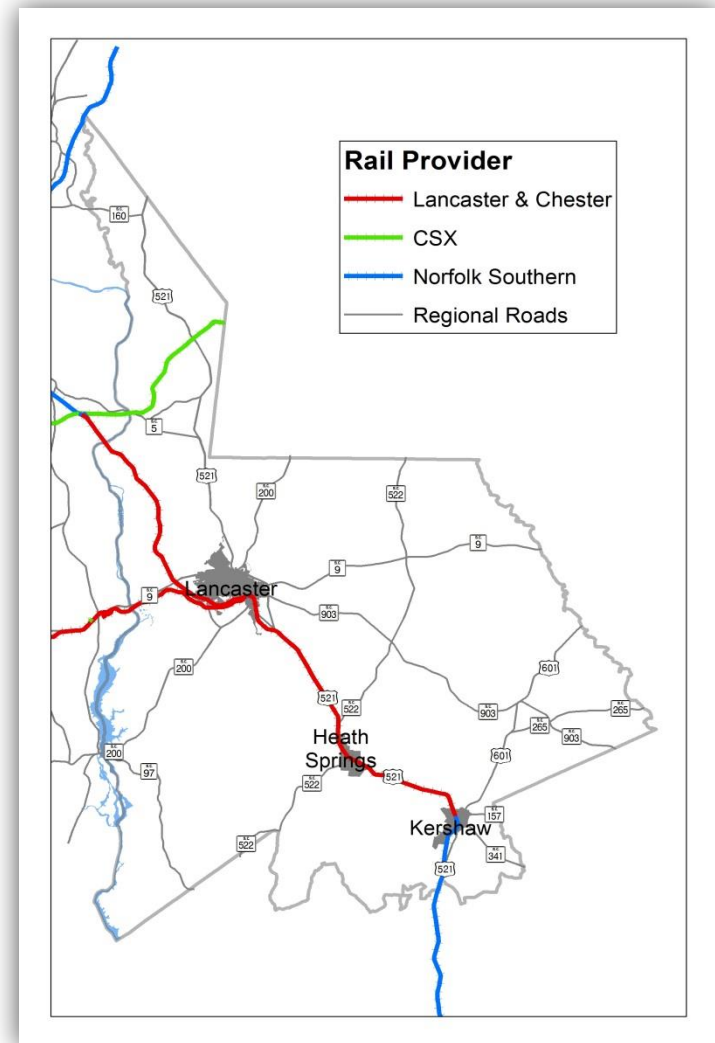 Rail Provider
Lancaster & Chester
CSX
Norfolk Southern
Regional Roads
S.C.
160
521
S.C.
5
521
S.C.
200
S.C.
522
S.C.
9
S.C.
9
Lancaster
S.C.
9
S.C.
903
S.C.
200
601
521
S.C.
522
S.C.
903
S.C.
265
S.C.
265
S.C.
903
Heath
Springs
S.C.
200
601
S.C.
97
S.C.
522
521
S.C.
157
Kershaw
S.C.
522
S.C.
341
521